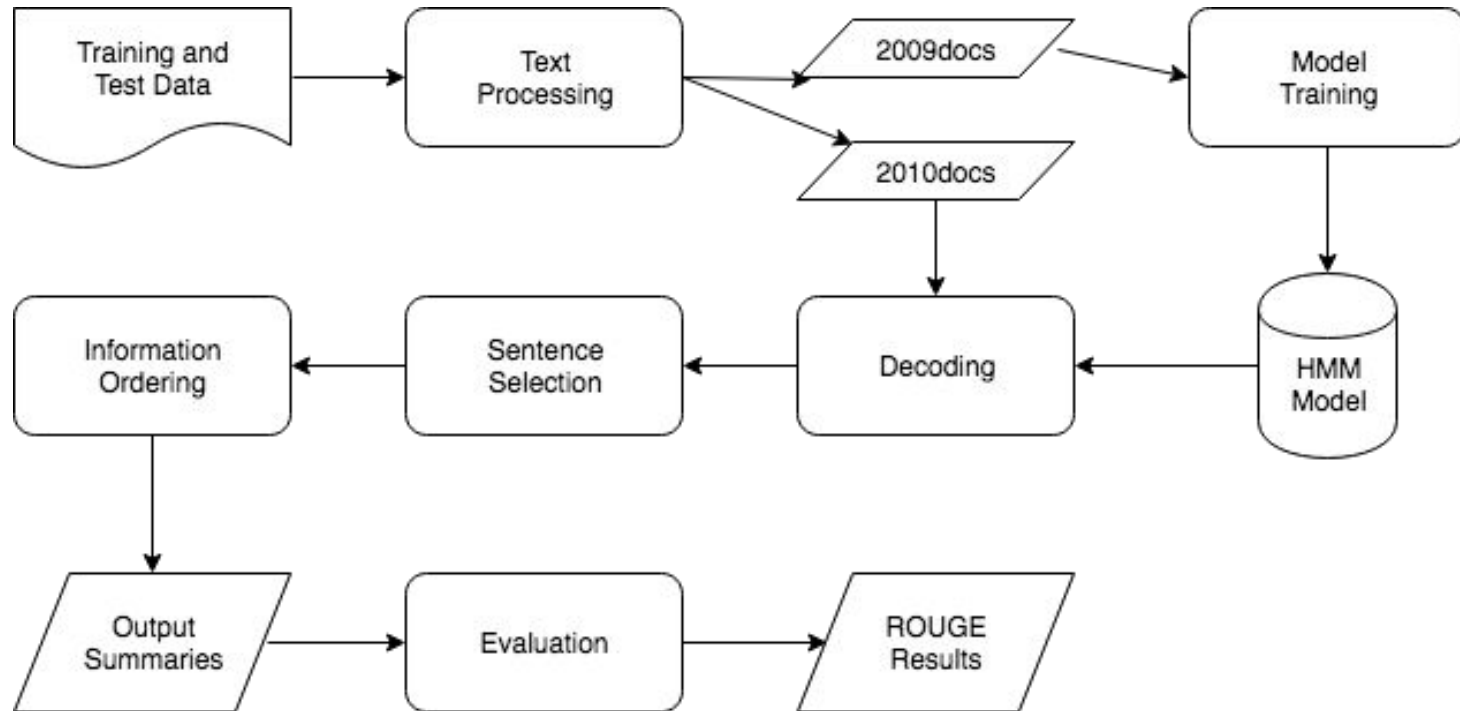 Training and
Test Data
Text
Processing
2009docs
Model
Training
2010docs
Information
Ordering
Sentence
Selection
Decoding
HMM
Model
Output
Summaries
Evaluation
ROUGE
Results